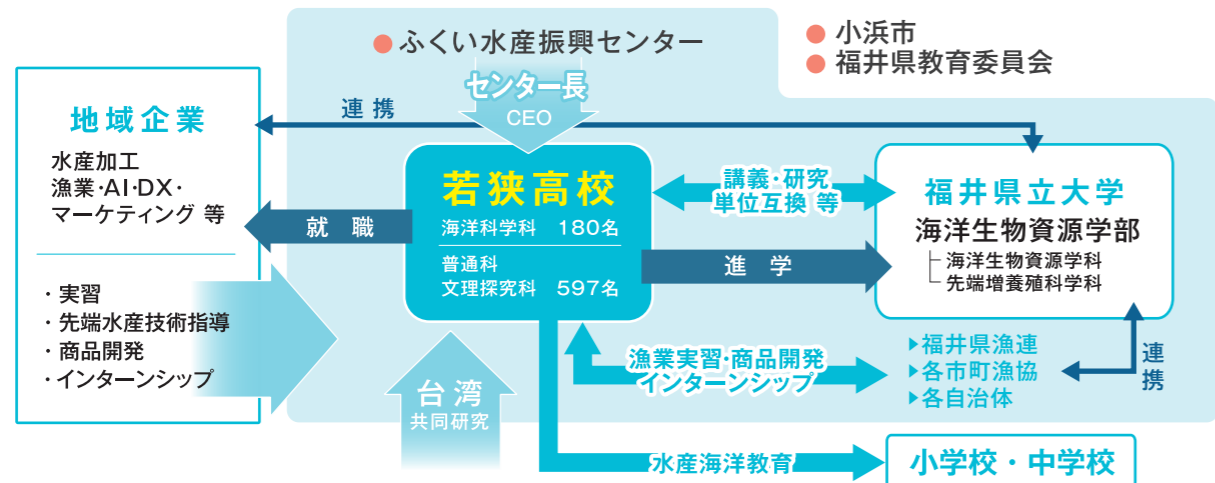 ● ふくい水産振興センター
● 小浜市
● 福井県教育委員会
センター長
CEO
連携
地域企業
水産加工
漁業・AI・DX・
マーケティング 等
・実習
・先端水産技術指導
・商品開発
・インターンシップ
就職
若狭高校
海洋科学科 180名
普通科
文理探究科 597名
講義・研究
単位互換 等
進学
福井県立大学
海洋生物資源学部
海洋生物資源学科
先端増養殖科学科
漁業実習・商品開発
インターンシップ
▶福井県漁連
▶各市町漁協
▶各自治体
連携
台湾
共同研究
水産海洋教育
小学校・中学校